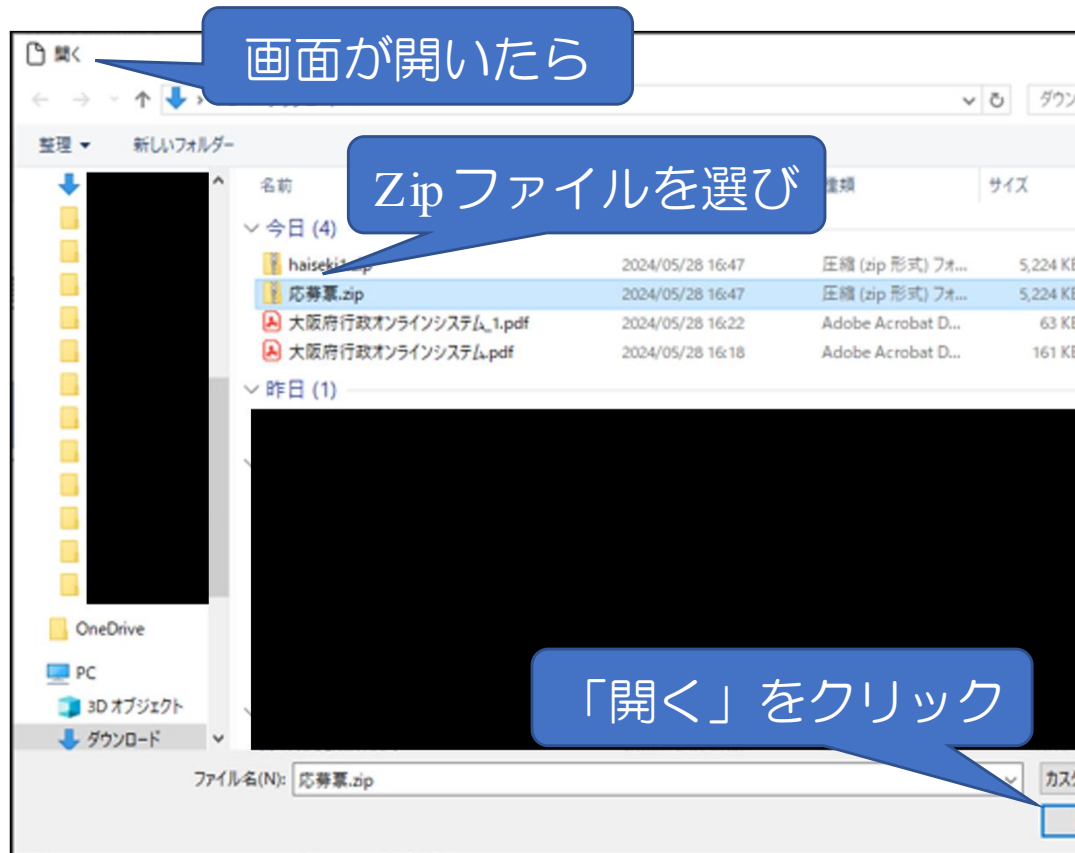 開く
画面が開いたら
ダウン
整理
新しいフォルダー
Zipファイルを選び
名前
種類
サイズ
今日 (4)
haiseki1.zip 2024/05/28 16:47 圧縮 (zip 形式) フォ... 5,224 KB
応募票.zip 2024/05/28 16:47 圧縮 (zip 形式) フォ... 5,224 KB
大阪府行政オンラインシステム_1.pdf 2024/05/28 16:22 Adobe Acrobat D... 63 KB
大阪府行政オンラインシステム.pdf 2024/05/28 16:18 Adobe Acrobat D... 161 KB
昨日 (1)
OneDrive
PC
3D オブジェクト
ダウンロード
「開く」をクリック
ファイル名(N): 応募票.zip
カスタ